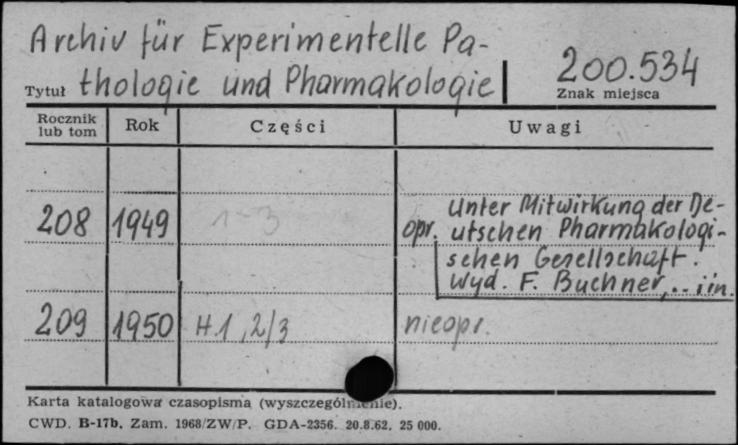 Archiv für Experimentelle Pa-
Tytuł thologie und Pharmakologie 200.534
Znak miejsca
Rocznik lub tom Rok Części Uwagi
208 1949 1-3 opr. Unter Mitwirkung der De-
utschen Pharmakologi-
schen Gesellschaft.
Wyd. F. Buchner,.. i in.
209 1950 H.1, 2/3 nieopr.
Karta katalogowa czasopisma (wyszczególnienie).
CWD. B-17b, Zam. 1968/ZW/P. GDA-2356. 20.8.62. 25 000.